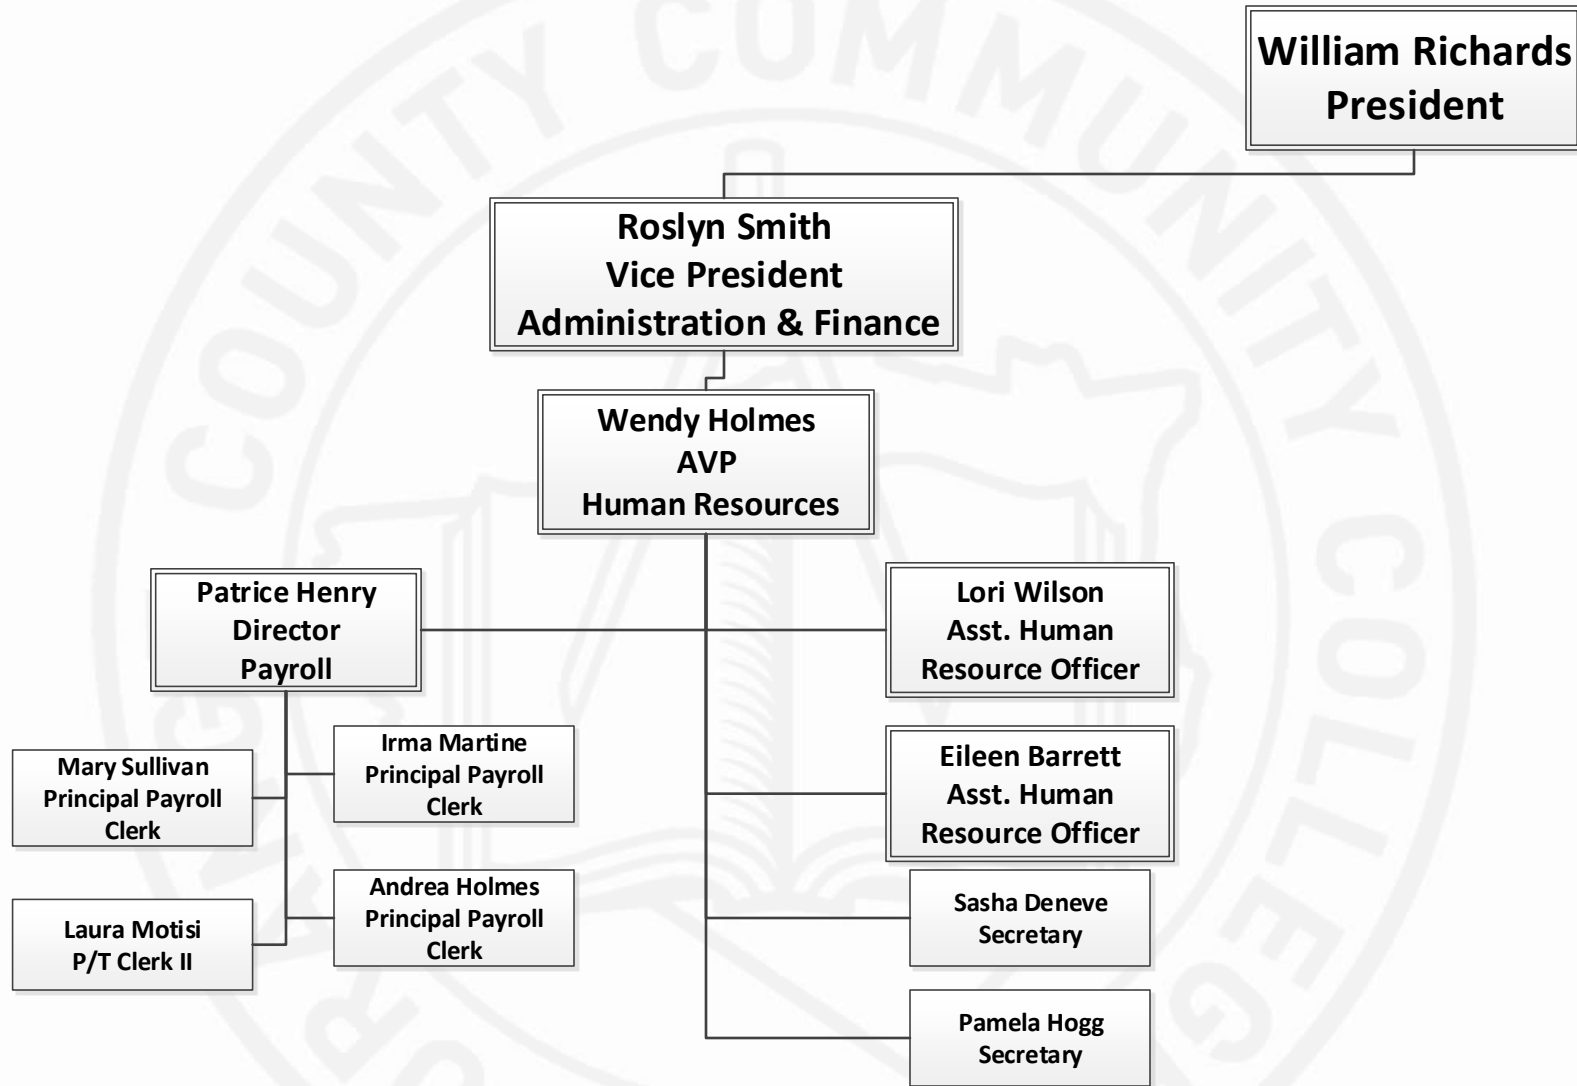 William Richards
President
Roslyn Smith
Vice President
Administration & Finance
Wendy Holmes
AVP
Human Resources
Patrice Henry
Director
Payroll
Lori Wilson
Asst. Human
Resource Officer
Mary Sullivan
Principal Payroll
Clerk
Irma Martine
Principal Payroll
Clerk
Eileen Barrett
Asst. Human
Resource Officer
Laura Motisi
P/T Clerk II
Andrea Holmes
Principal Payroll
Clerk
Sasha Deneve
Secretary
Pamela Hogg
Secretary
COUNTY COMMUNITY